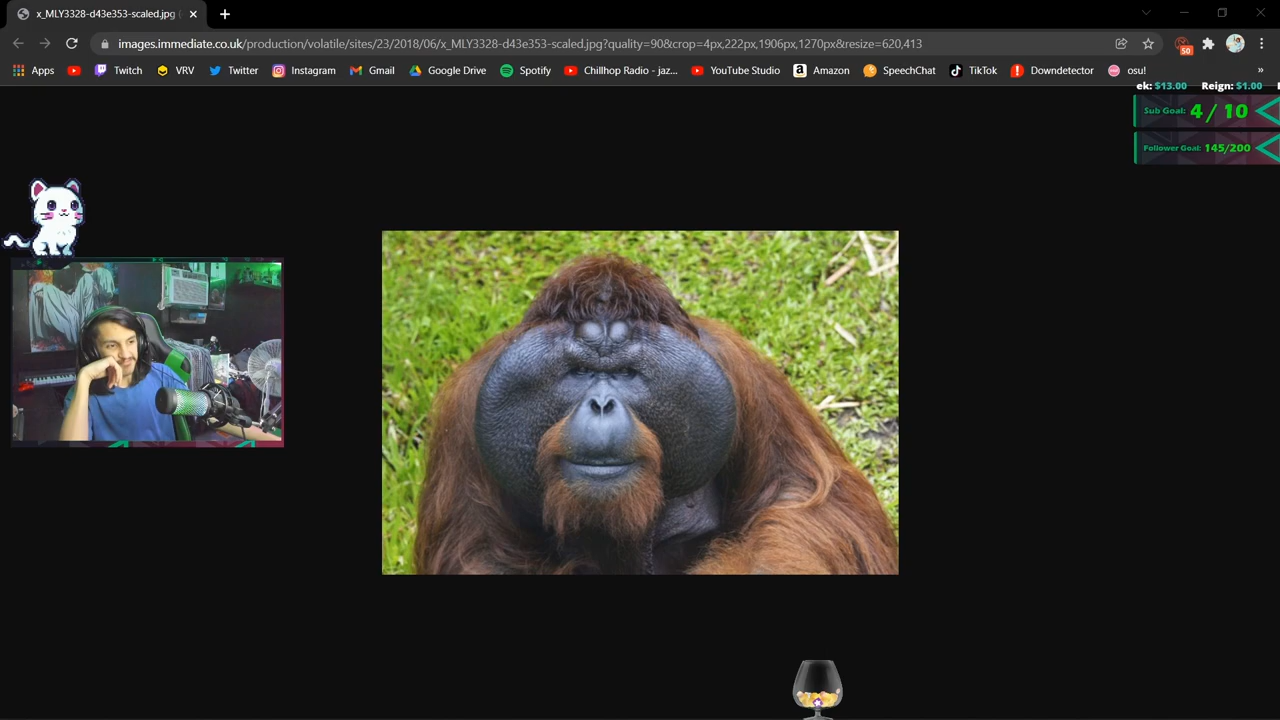 x_MLY3328-d43e353-scaled.jpg (
images.immediate.co.uk/production/volatile/sites/23/2018/06/x_MLY3328-d43e353-scaled.jpg?quality=90&crop=4px,222px,1906px,1270px&resize=620,413
50
Apps Twitch VRV Twitter Instagram Gmail Google Drive Spotify Chillhop Radio - jaz... YouTube Studio Amazon SpeechChat TikTok Downdetector osu! »
ek: $13.00 Reign: $1.00
Sub Goal: 4 / 10
Follower Goal: 145/200